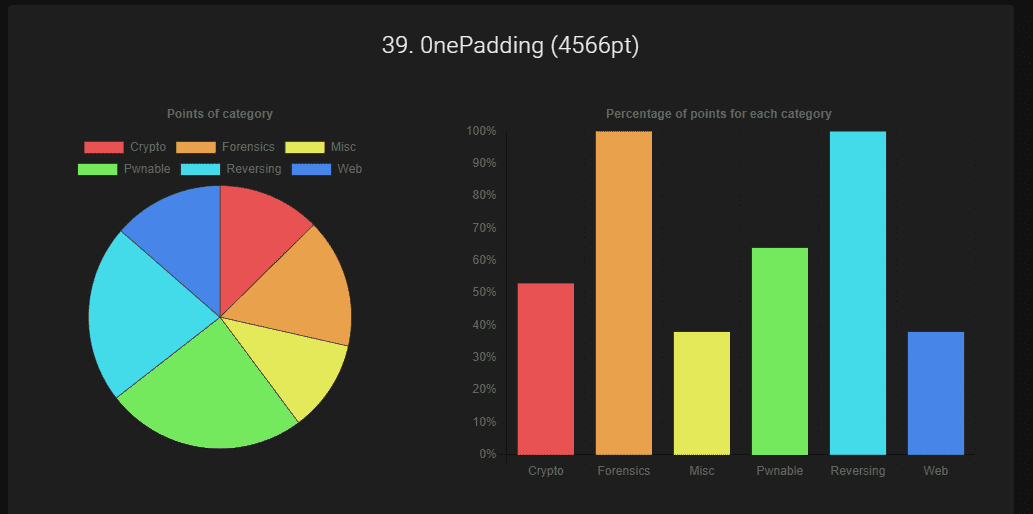 39. 0nePadding (4566pt)
Points of category
Crypto Forensics Misc
Pwnable Reversing Web
Percentage of points for each category
100%
90%
80%
70%
60%
50%
40%
30%
20%
10%
0%
Crypto Forensics Misc Pwnable Reversing Web